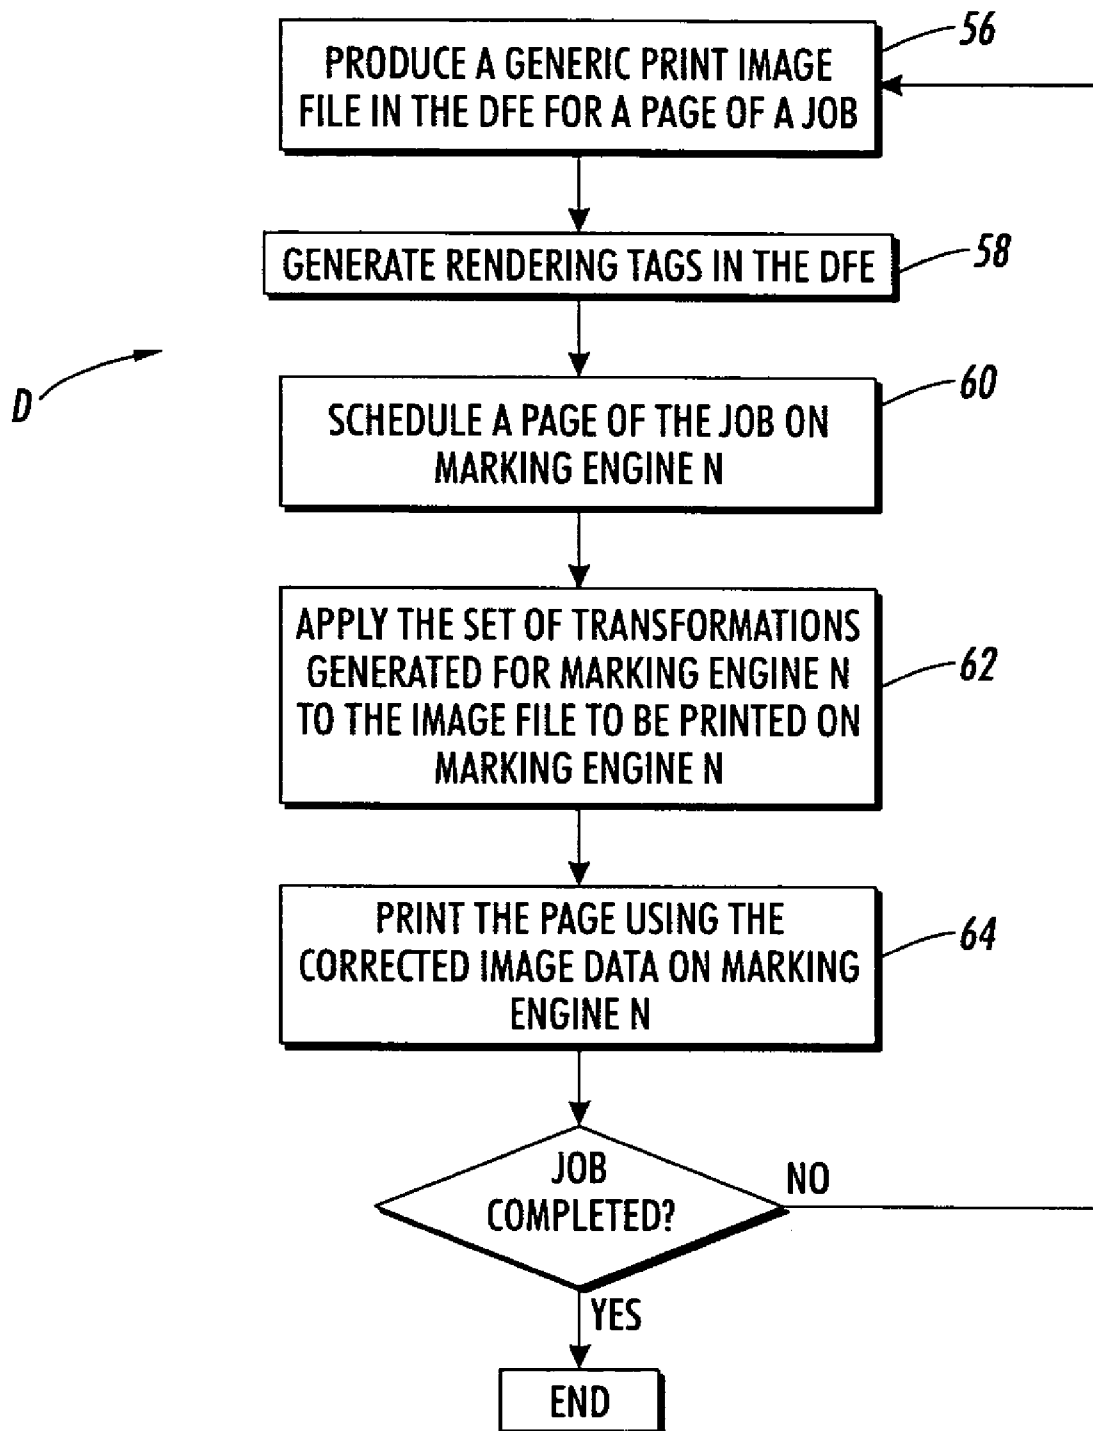 56
PRODUCE A GENERIC PRINT IMAGE
FILE IN THE DFE FOR A PAGE OF A JOB
GENERATE RENDERING TAGS IN THE DFE
58
D
60
SCHEDULE A PAGE OF THE JOB ON
MARKING ENGINE N
APPLY THE SET OF TRANSFORMATIONS
GENERATED FOR MARKING ENGINE N
TO THE IMAGE FILE TO BE PRINTED ON
MARKING ENGINE N
62
PRINT THE PAGE USING THE
CORRECTED IMAGE DATA ON MARKING
ENGINE N
64
JOB
COMPLETED?
NO
YES
END